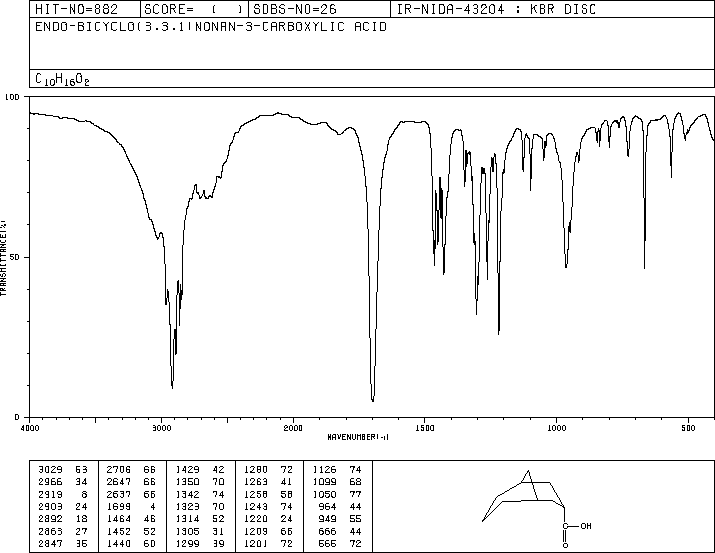 HIT-NO=882 SCORE= ( ) SDBS-NO=26 IR-NIDA-43204 : KBR DISC
ENDO-BICYCLO(3.3.1)NONAN-3-CARBOXYLIC ACID
C10H16O2
100
50
0
TRANSMITTANCE(%)
4000 3000 2000 1500 1000 500
WAVENUMBER(-1)
3029 63 2706 66 1429 42 1280 72 1126 74
2966 34 2647 66 1350 70 1263 41 1099 68
2919 8 2637 66 1342 74 1258 58 1050 77
2903 24 1699 4 1323 70 1243 74 964 44
2892 18 1464 46 1314 52 1220 24 949 55
2863 27 1452 52 1305 31 1209 66 666 44
2847 36 1440 60 1299 39 1201 72 566 72
C—OH
O